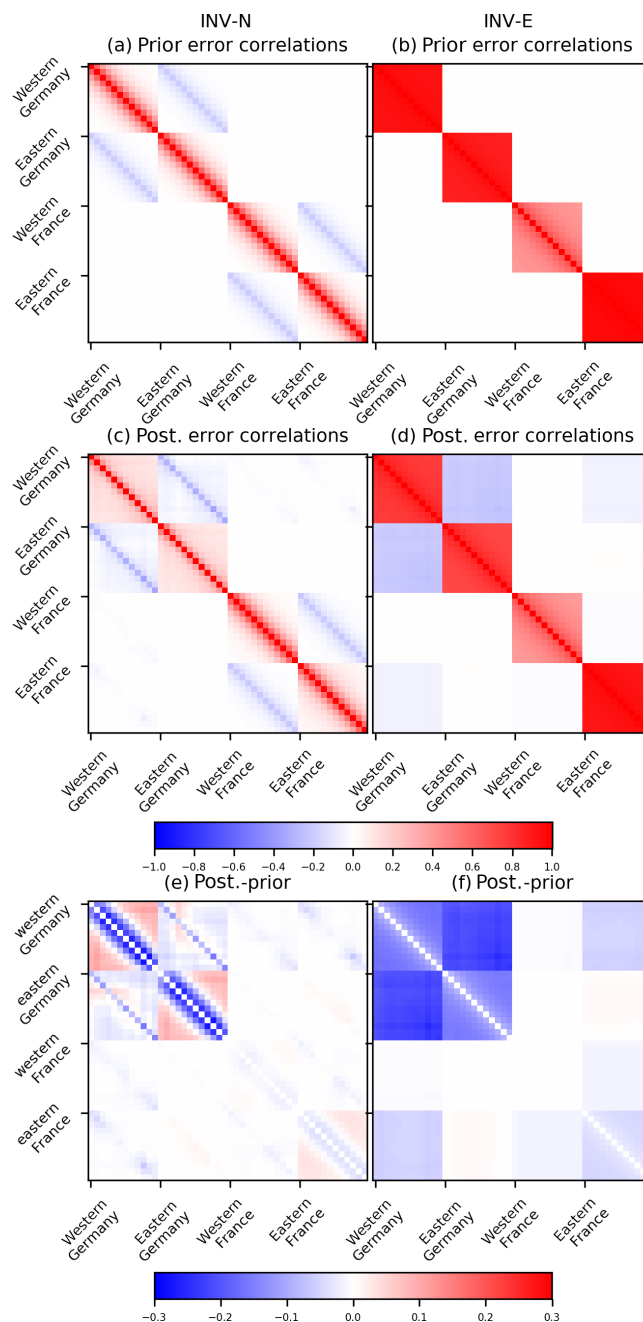 INV-N
INV-E
(a) Prior error correlations
(b) Prior error correlations
Western
Germany
Eastern
Germany
Western
France
Eastern
France
Western
Germany
Eastern
Germany
Western
France
Eastern
France
Western
Germany
Eastern
Germany
Western
France
Eastern
France
(c) Post. error correlations
(d) Post. error correlations
Western
Germany
Eastern
Germany
Western
France
Eastern
France
Western
Germany
Eastern
Germany
Western
France
Eastern
France
Western
Germany
Eastern
Germany
Western
France
Eastern
France
−1.0 −0.8 −0.6 −0.4 −0.2 0.0 0.2 0.4 0.6 0.8 1.0
(e) Post.-prior
(f) Post.-prior
western
Germany
eastern
Germany
western
France
eastern
France
Western
Germany
Eastern
Germany
Western
France
Eastern
France
Western
Germany
Eastern
Germany
Western
France
Eastern
France
−0.3 −0.2 −0.1 0.0 0.1 0.2 0.3